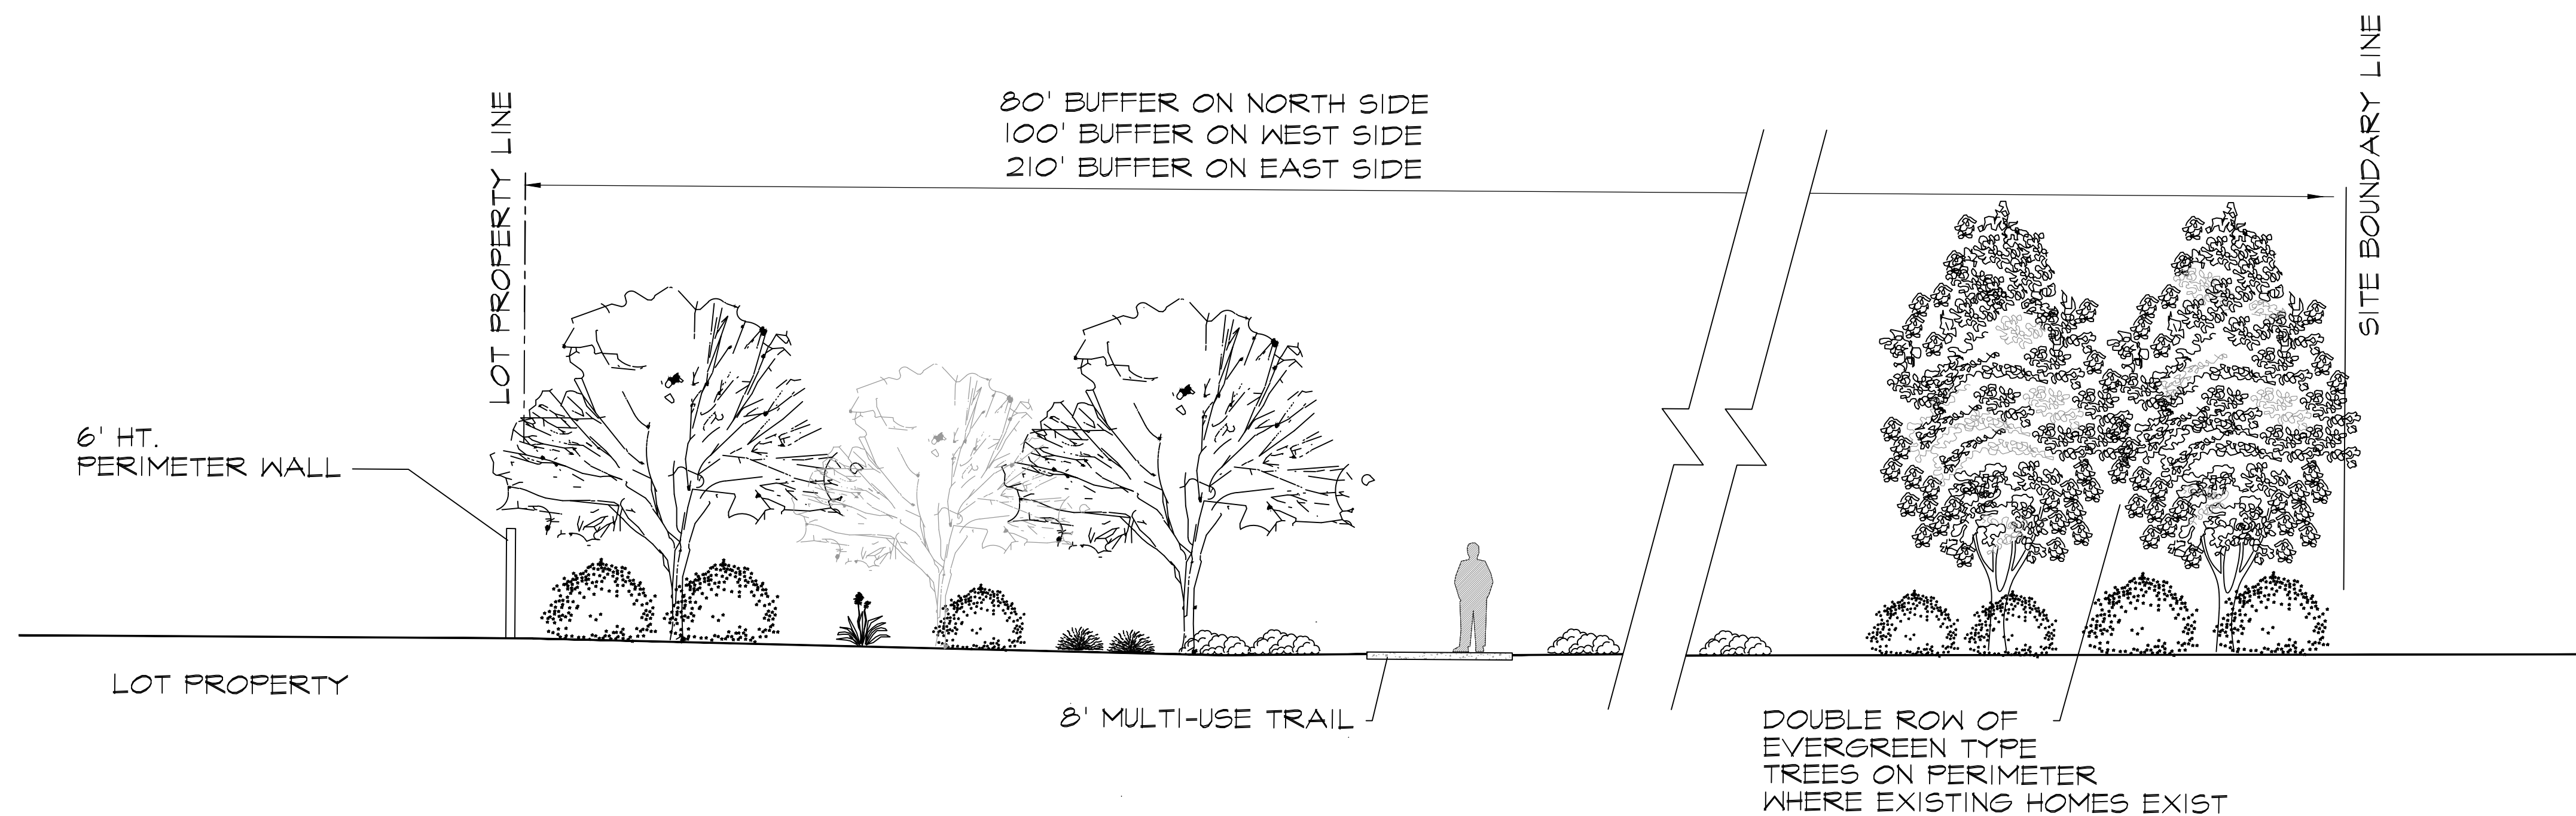 80' BUFFER ON NORTH SIDE
100' BUFFER ON WEST SIDE
210' BUFFER ON EAST SIDE
LOT PROPERTY LINE
SITE BOUNDARY LINE
6' HT.
PERIMETER WALL
LOT PROPERTY
8' MULTI-USE TRAIL
DOUBLE ROW OF
EVERGREEN TYPE
TREES ON PERIMETER
WHERE EXISTING HOMES EXIST